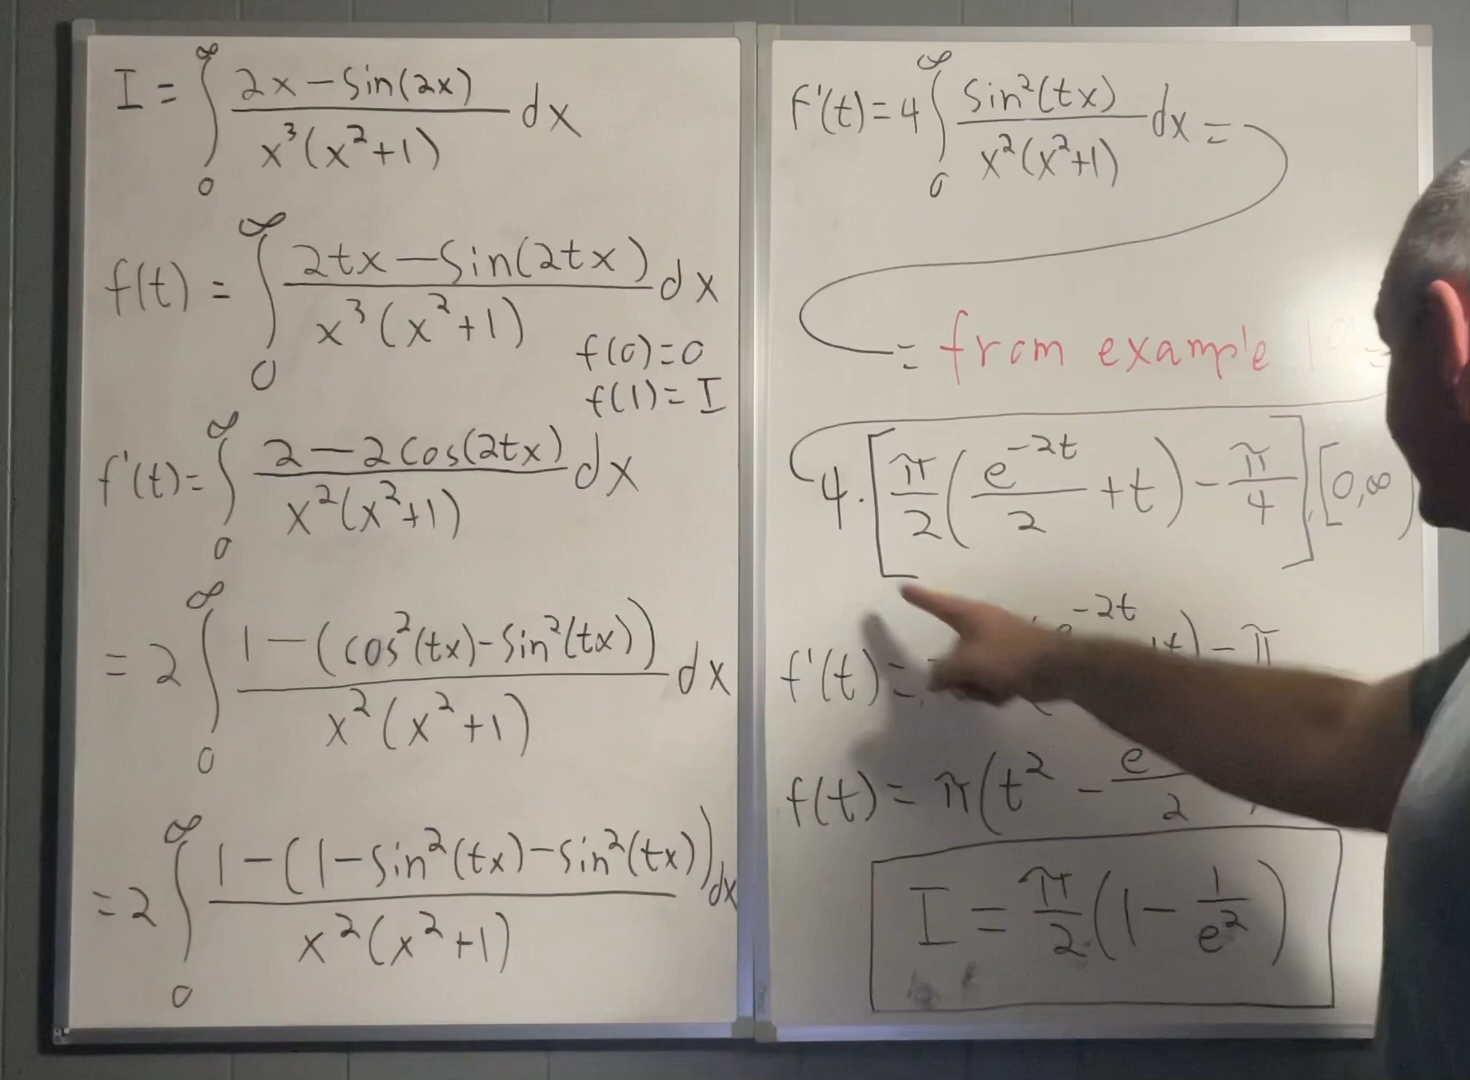 I = ∫₀^∞ (2x − sin(2x)) / (x³(x²+1)) dx
f(t) = ∫₀^∞ (2tx − sin(2tx)) / (x³(x²+1)) dx
f(0)=0
f(1)=I
f'(t)= ∫₀^∞ (2 − 2cos(2tx)) / (x²(x²+1)) dx
= 2 ∫₀^∞ (1 − (cos²(tx) − sin²(tx))) / (x²(x²+1)) dx
= 2 ∫₀^∞ (1 − (1 − sin²(tx) − sin²(tx))) / (x²(x²+1)) dx
f'(t) = 4 ∫₀^∞ sin²(tx) / (x²(x²+1)) dx =
= from example
4 · [π/2 (e^(−2t)/2 + t) − π/4], [0,∞)
f'(t) = − π
f(t) = π(t² − e / 2
I = π/2 (1 − 1/e²)